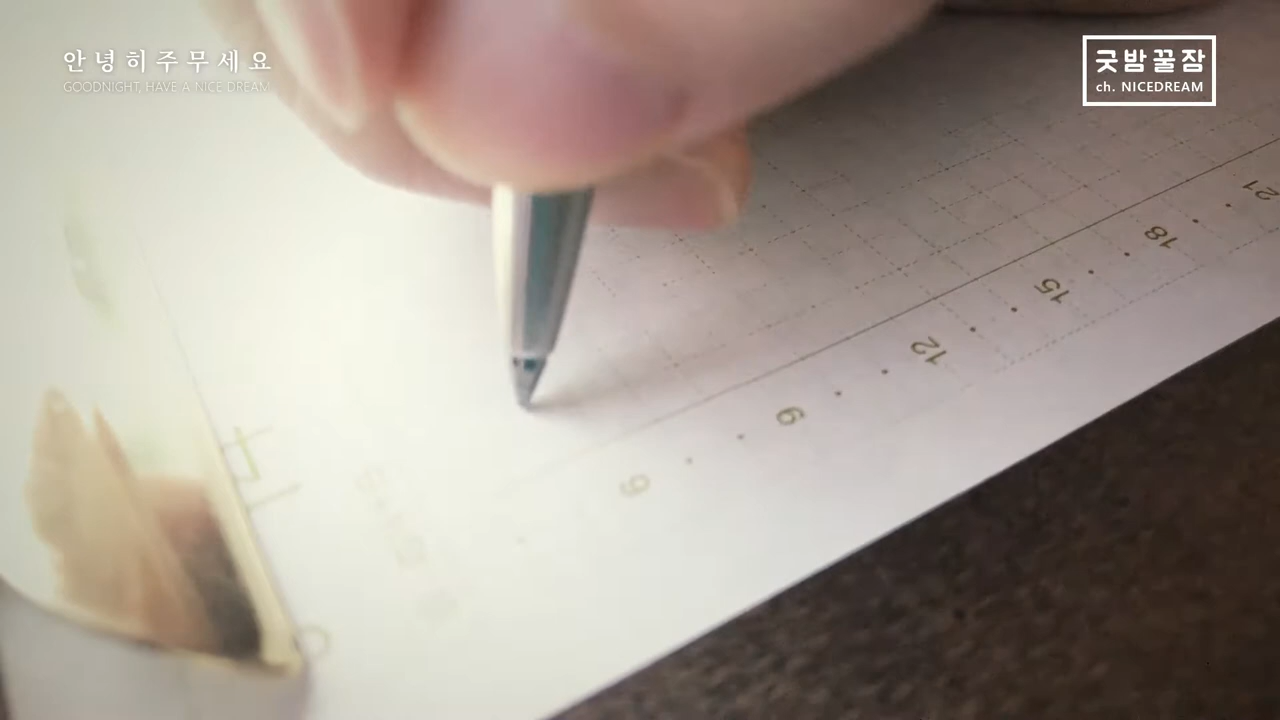 안녕히주무세요
GOODNIGHT, HAVE A NICE DREAM
굿밤꿀잠
ch. NICEDREAM
6 · · 9 · · 12 · · 15 · · 18 · · 21